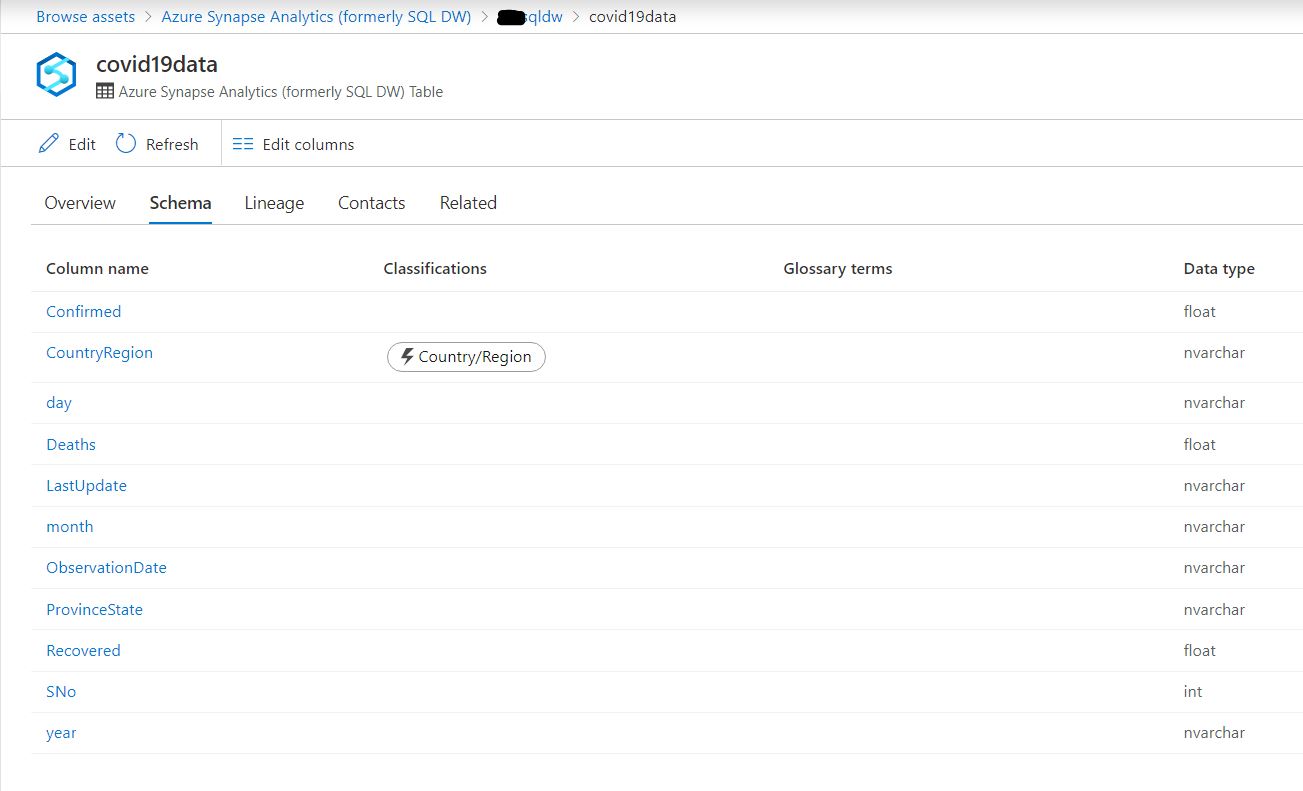 Browse assets > Azure Synapse Analytics (formerly SQL DW) > sqldw > covid19data
covid19data
Azure Synapse Analytics (formerly SQL DW) Table
Edit Refresh Edit columns
Overview Schema Lineage Contacts Related
Column name Classifications Glossary terms Data type
Confirmed float
CountryRegion Country/Region nvarchar
day nvarchar
Deaths float
LastUpdate nvarchar
month nvarchar
ObservationDate nvarchar
ProvinceState nvarchar
Recovered float
SNo int
year nvarchar